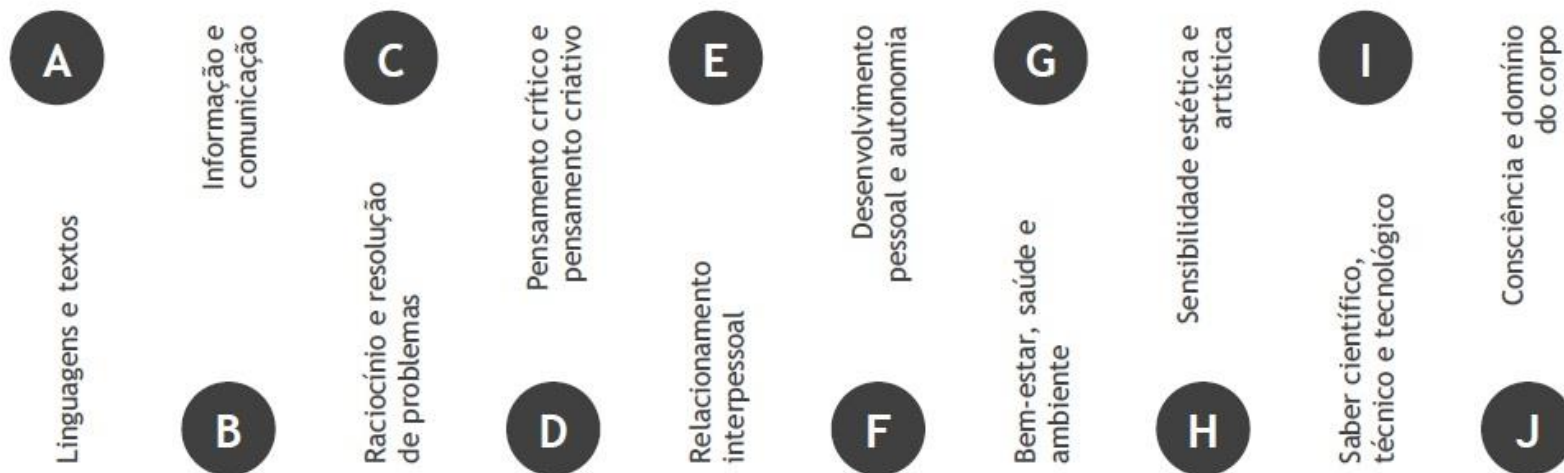 A
Linguagens e textos
B
Informação e
comunicação
C
Raciocínio e resolução
de problemas
D
Pensamento crítico e
pensamento criativo
E
Relacionamento
interpessoal
F
Desenvolvimento
pessoal e autonomia
G
Bem-estar, saúde e
ambiente
H
Sensibilidade estética e
artística
I
Saber científico,
técnico e tecnológico
J
Consciência e domínio
do corpo